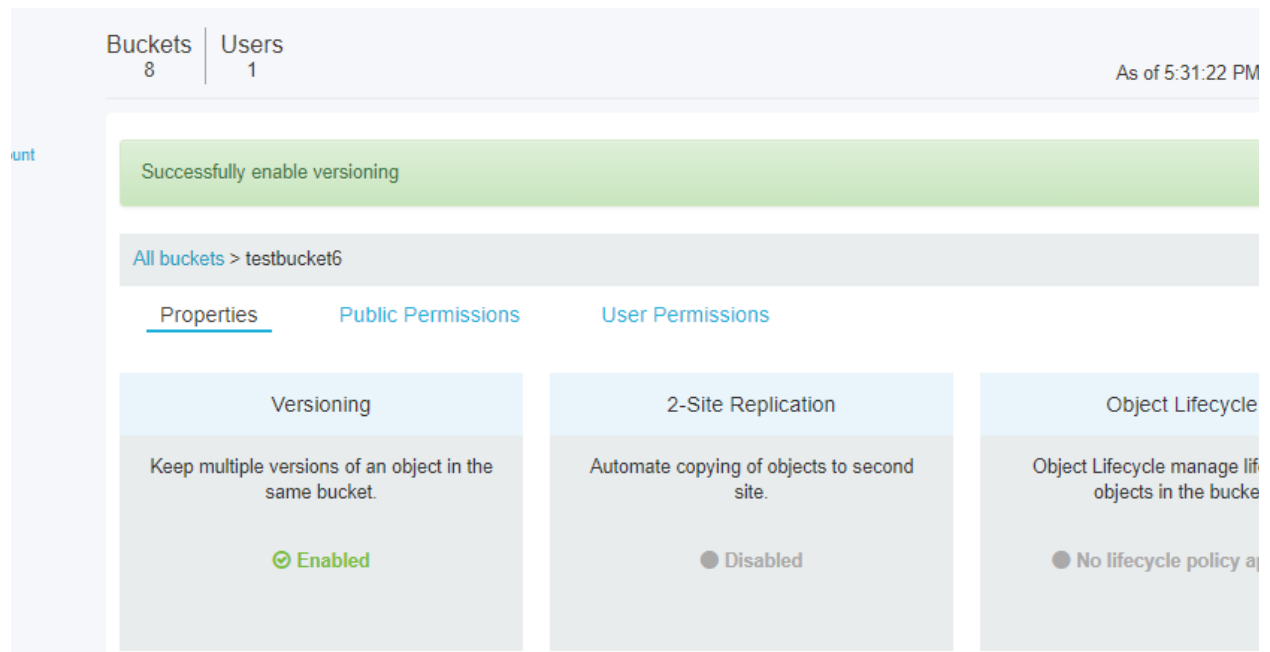 Buckets Users
8 1
As of 5:31:22 PM
Successfully enable versioning
All buckets > testbucket6
Properties Public Permissions User Permissions
Versioning
Keep multiple versions of an object in the
same bucket.
Enabled
2-Site Replication
Automate copying of objects to second
site.
Disabled
Object Lifecycle
Object Lifecycle manage
objects in the
No lifecycle policy